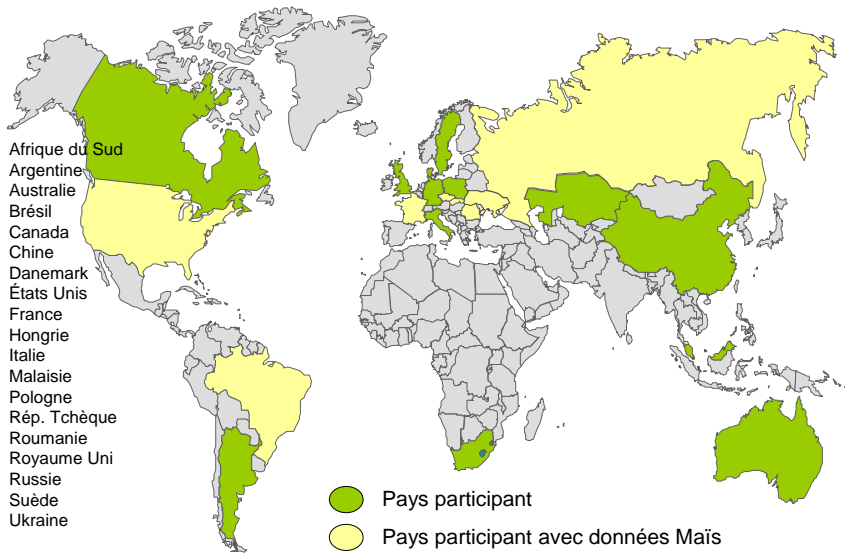 Afrique du Sud
Argentine
Australie
Brésil
Canada
Chine
Danemark
États Unis
France
Hongrie
Italie
Malaisie
Pologne
Rép. Tchèque
Roumanie
Royaume Uni
Russie
Suède
Ukraine
Pays participant
Pays participant avec données Maïs